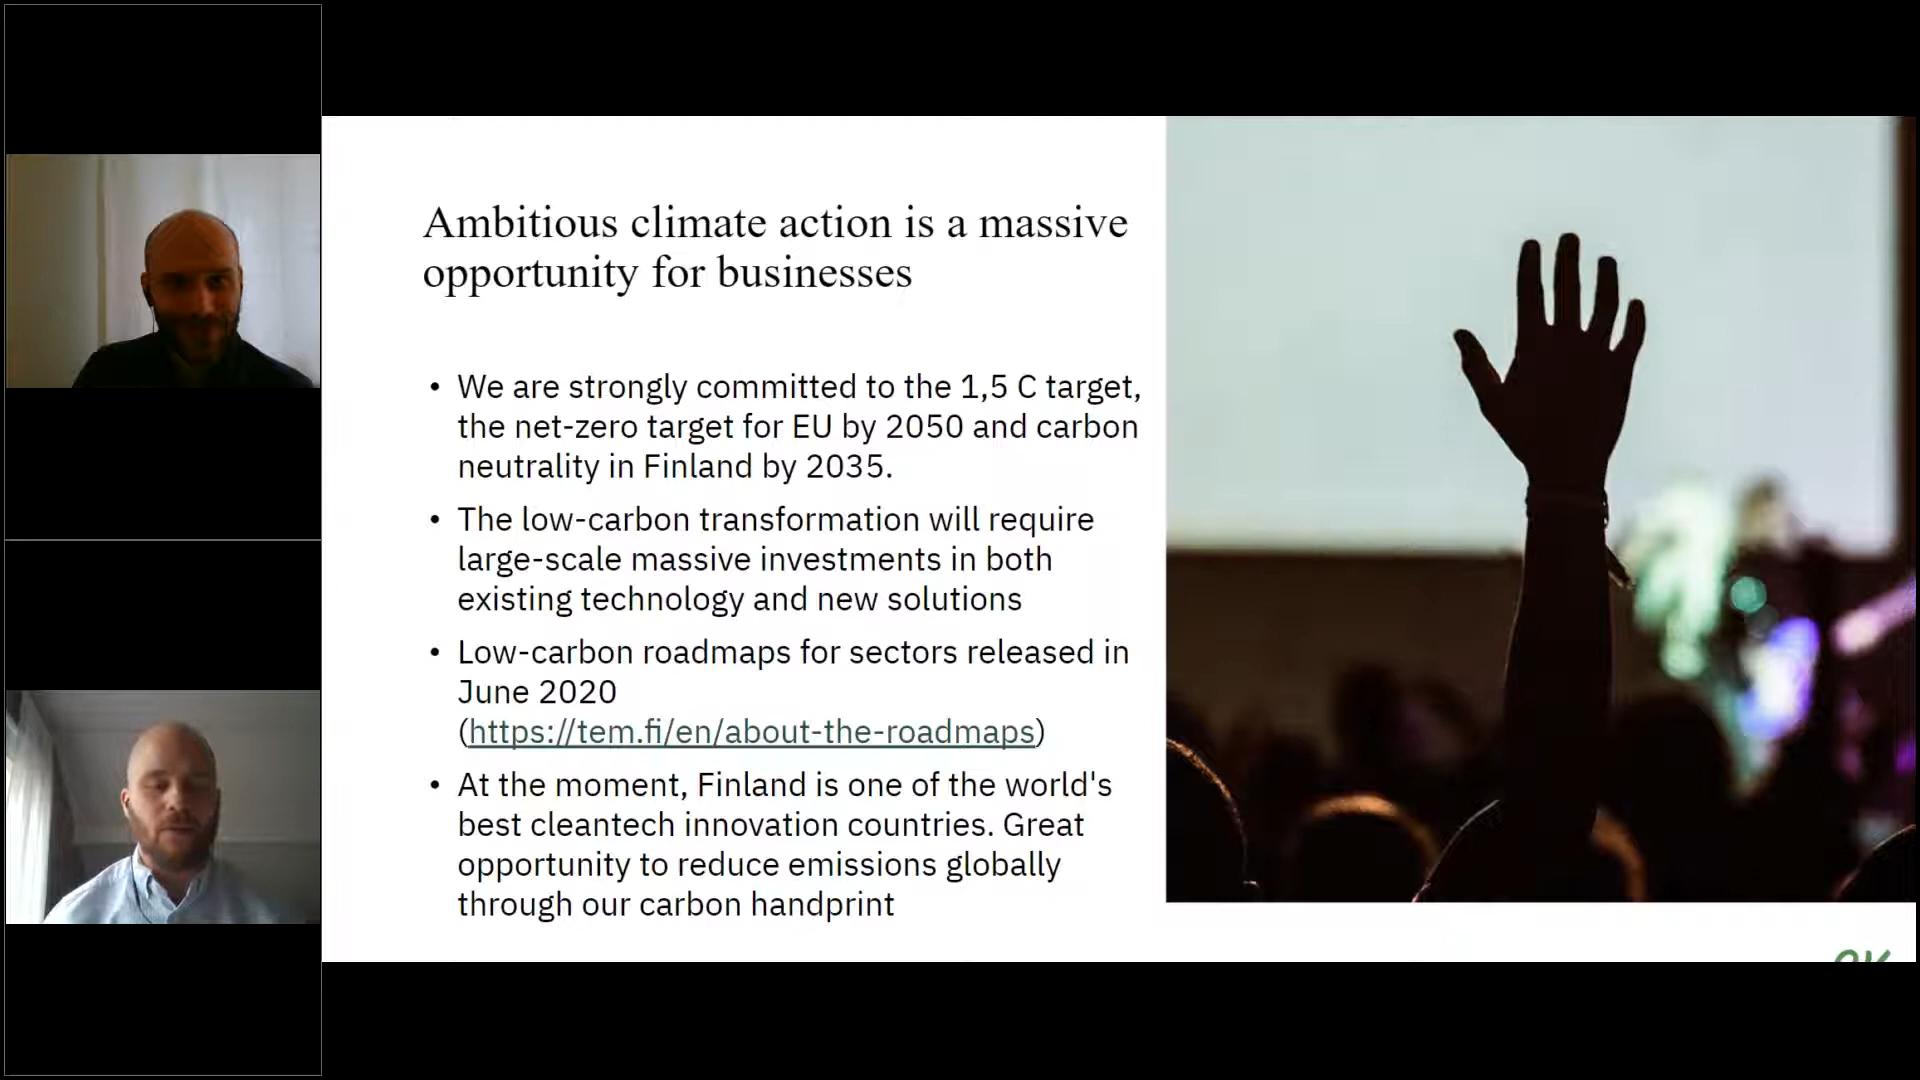 Ambitious climate action is a massive
opportunity for businesses
• We are strongly committed to the 1,5 C target,
the net-zero target for EU by 2050 and carbon
neutrality in Finland by 2035.
• The low-carbon transformation will require
large-scale massive investments in both
existing technology and new solutions
• Low-carbon roadmaps for sectors released in
June 2020
(https://tem.fi/en/about-the-roadmaps)
• At the moment, Finland is one of the world's
best cleantech innovation countries. Great
opportunity to reduce emissions globally
through our carbon handprint